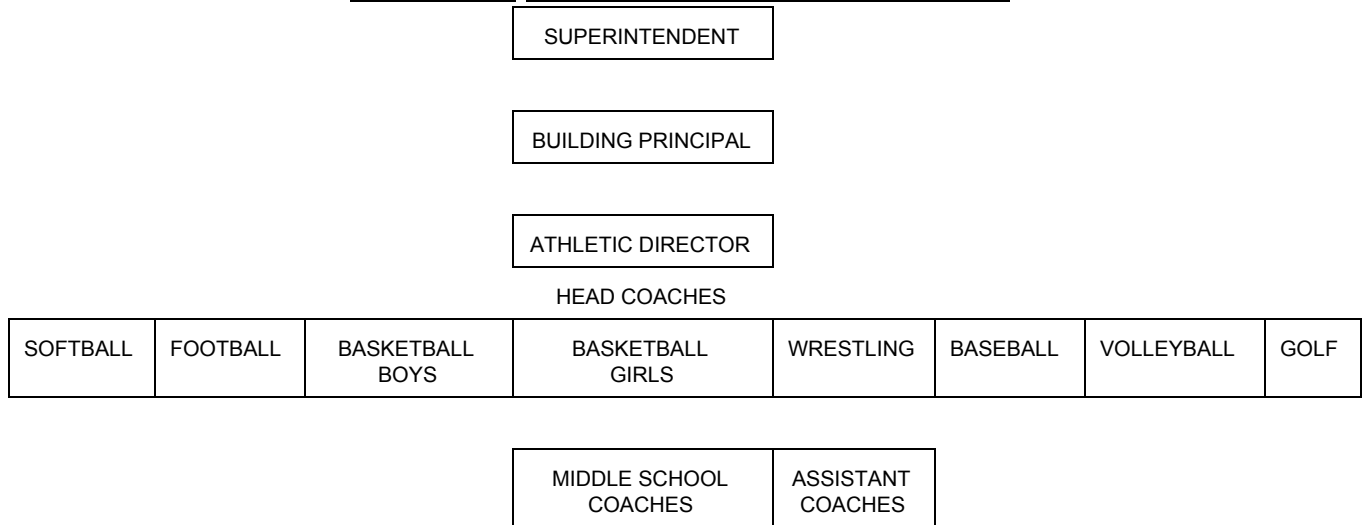 SUPERINTENDENT
BUILDING PRINCIPAL
ATHLETIC DIRECTOR
HEAD COACHES
SOFTBALL FOOTBALL BASKETBALL BASKETBALL WRESTLING BASEBALL VOLLEYBALL GOLF
BOYS GIRLS
MIDDLE SCHOOL ASSISTANT
COACHES COACHES